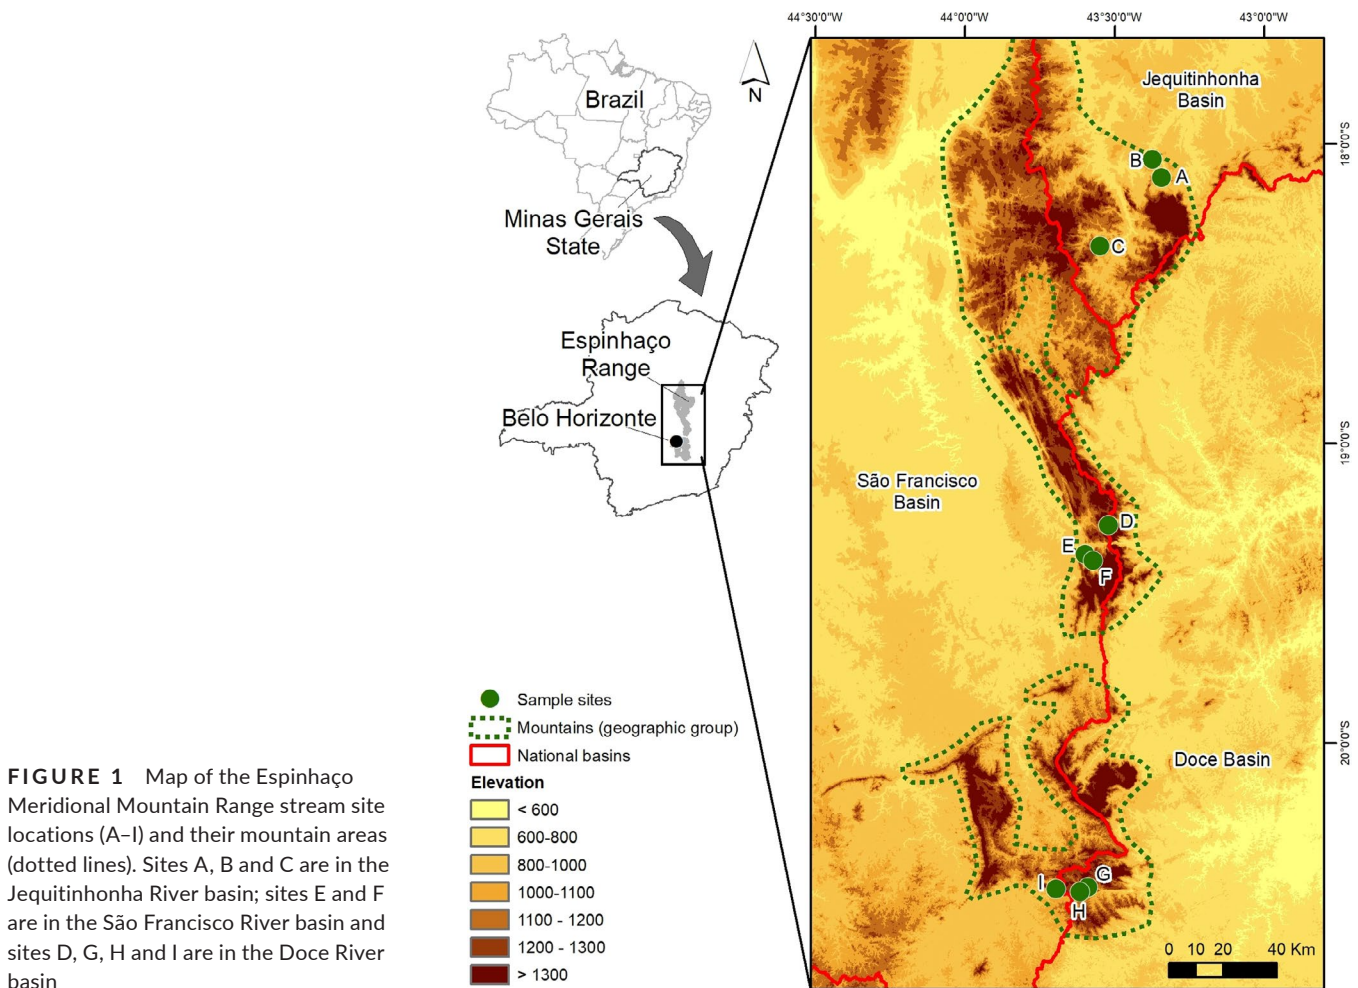 44°30'0"W
44°0'0"W
43°30'0"W
43°0'0"W
Brazil
N
Minas Gerais
State
Espinhaço
Range
Belo Horizonte
Jequitinhonha
Basin
B
A
C
18°0'0"S
São Francisco
Basin
19°0'0"S
D
E
F
Doce Basin
20°0'0"S
I
G
H
0 10 20 40 Km
Sample sites
Mountains (geographic group)
National basins
Elevation
< 600
600-800
800-1000
1000-1100
1100 - 1200
1200 - 1300
> 1300
FIGURE 1 Map of the Espinhaço
Meridional Mountain Range stream site
locations (A–I) and their mountain areas
(dotted lines). Sites A, B and C are in the
Jequitinhonha River basin; sites E and F
are in the São Francisco River basin and
sites D, G, H and I are in the Doce River
basin